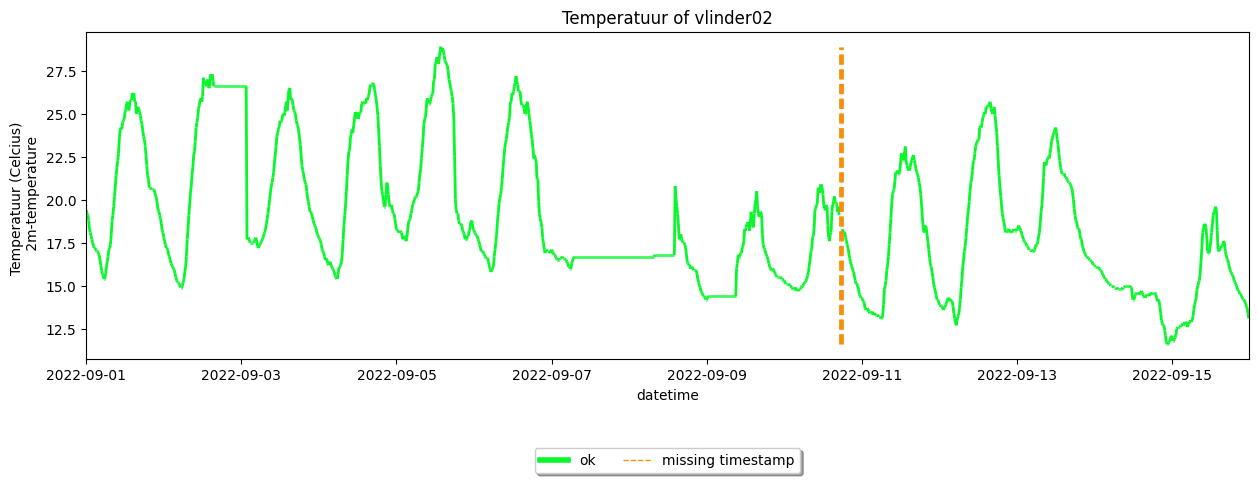 Temperatuur of vlinder02
Temperatuur (Celcius)
2m-temperature
27.5
25.0
22.5
20.0
17.5
15.0
12.5
2022-09-01 2022-09-03 2022-09-05 2022-09-07 2022-09-09 2022-09-11 2022-09-13 2022-09-15
datetime
ok missing timestamp